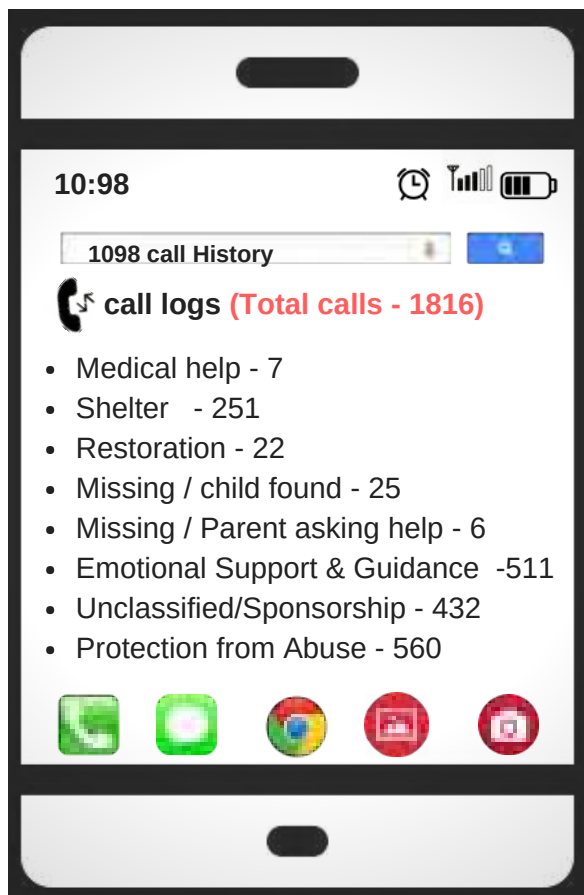 10:98
1098 call History
call logs (Total calls - 1816)
• Medical help - 7
• Shelter - 251
• Restoration - 22
• Missing / child found - 25
• Missing / Parent asking help - 6
• Emotional Support & Guidance -511
• Unclassified/Sponsorship - 432
• Protection from Abuse - 560